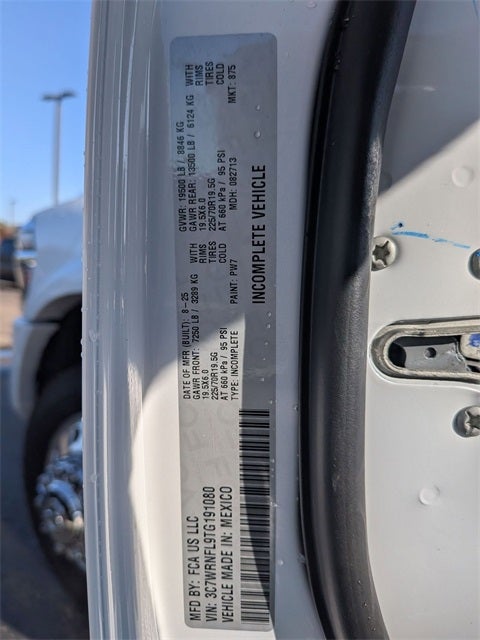 MFD BY: FCA US LLC
VIN: 3C7WRNFL9TG191080
VEHICLE MADE IN: MEXICO
DATE OF MFR (BUILT): 8-25 GVWR: 19500 LB / 8846 KG
GAWR FRONT: 7250 LB / 3289 KG WITH GAWR REAR: 13500 LB / 6124 KG WITH
19.5X6.0 RIMS 19.5X6.0 RIMS
225/70R19.5G TIRES 225/70R19.5G TIRES
AT 660 kPa / 95 PSI COLD AT 660 kPa / 95 PSI COLD
TYPE: INCOMPLETE PAINT: PW7 MDH: 082713 MKT: 875
INCOMPLETE VEHICLE